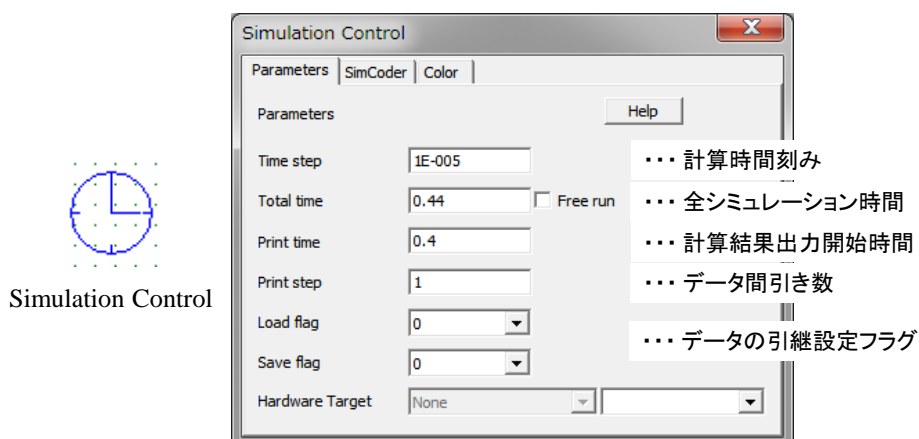 Simulation Control
Parameters SimCoder Color
Parameters Help
Time step 1E-005 ・・・計算時間刻み
Total time 0.44 Free run ・・・全シミュレーション時間
Print time 0.4 ・・・計算結果出力開始時間
Print step 1 ・・・データ間引き数
Load flag 0
・・・データの引継設定フラグ
Save flag 0
Hardware Target None
Simulation Control